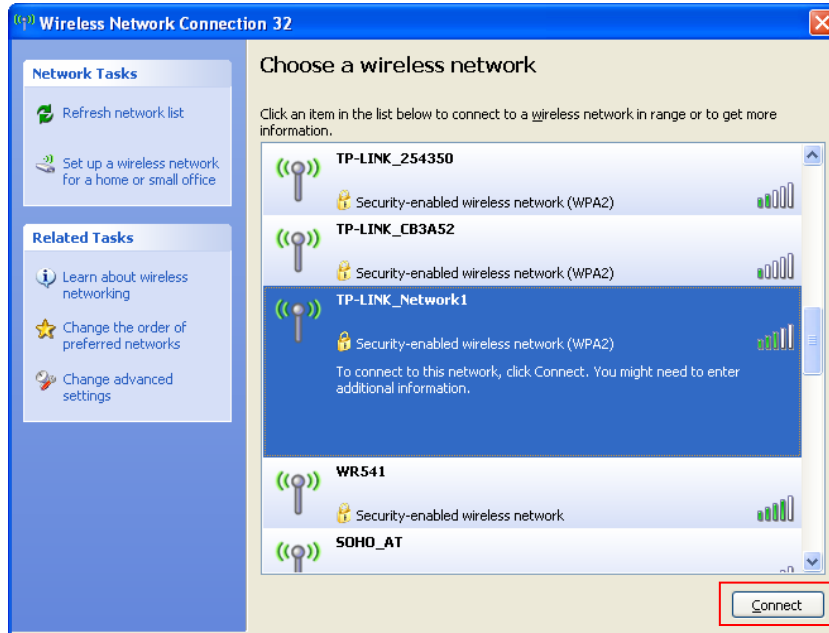 Wireless Network Connection 32
Network Tasks
Refresh network list
Set up a wireless network
for a home or small office
Related Tasks
Learn about wireless
networking
Change the order of
preferred networks
Change advanced
settings
Choose a wireless network
Click an item in the list below to connect to a wireless network in range or to get more
information.
TP-LINK_254350
Security-enabled wireless network (WPA2)
TP-LINK_CB3A52
Security-enabled wireless network (WPA2)
TP-LINK_Network1
Security-enabled wireless network (WPA2)
To connect to this network, click Connect. You might need to enter
additional information.
WR541
Security-enabled wireless network
SOHO_AT
Connect